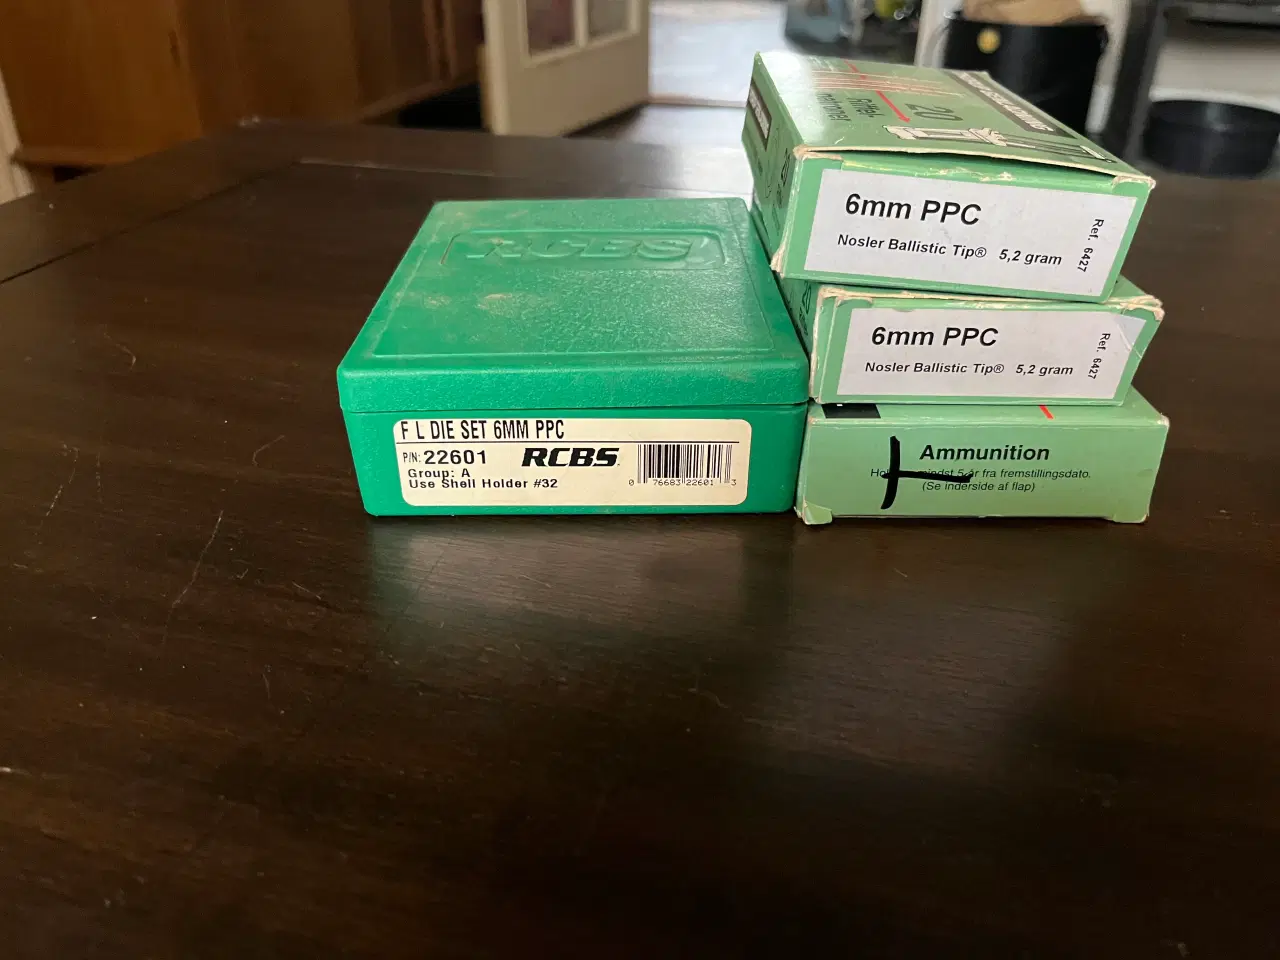 RCBS
F L DIE SET 6MM PPC
P/N: 22601 RCBS
Group: A
Use Shell Holder #32
0 76683 22601 3
20
6mm PPC
Nosler Ballistic Tip® 5,2 gram
Ref. 6427
6mm PPC
Nosler Ballistic Tip® 5,2 gram
Ref. 6427
Ammunition
mindst 5 år fra fremstillingsdato.
(Se inderside af flap)